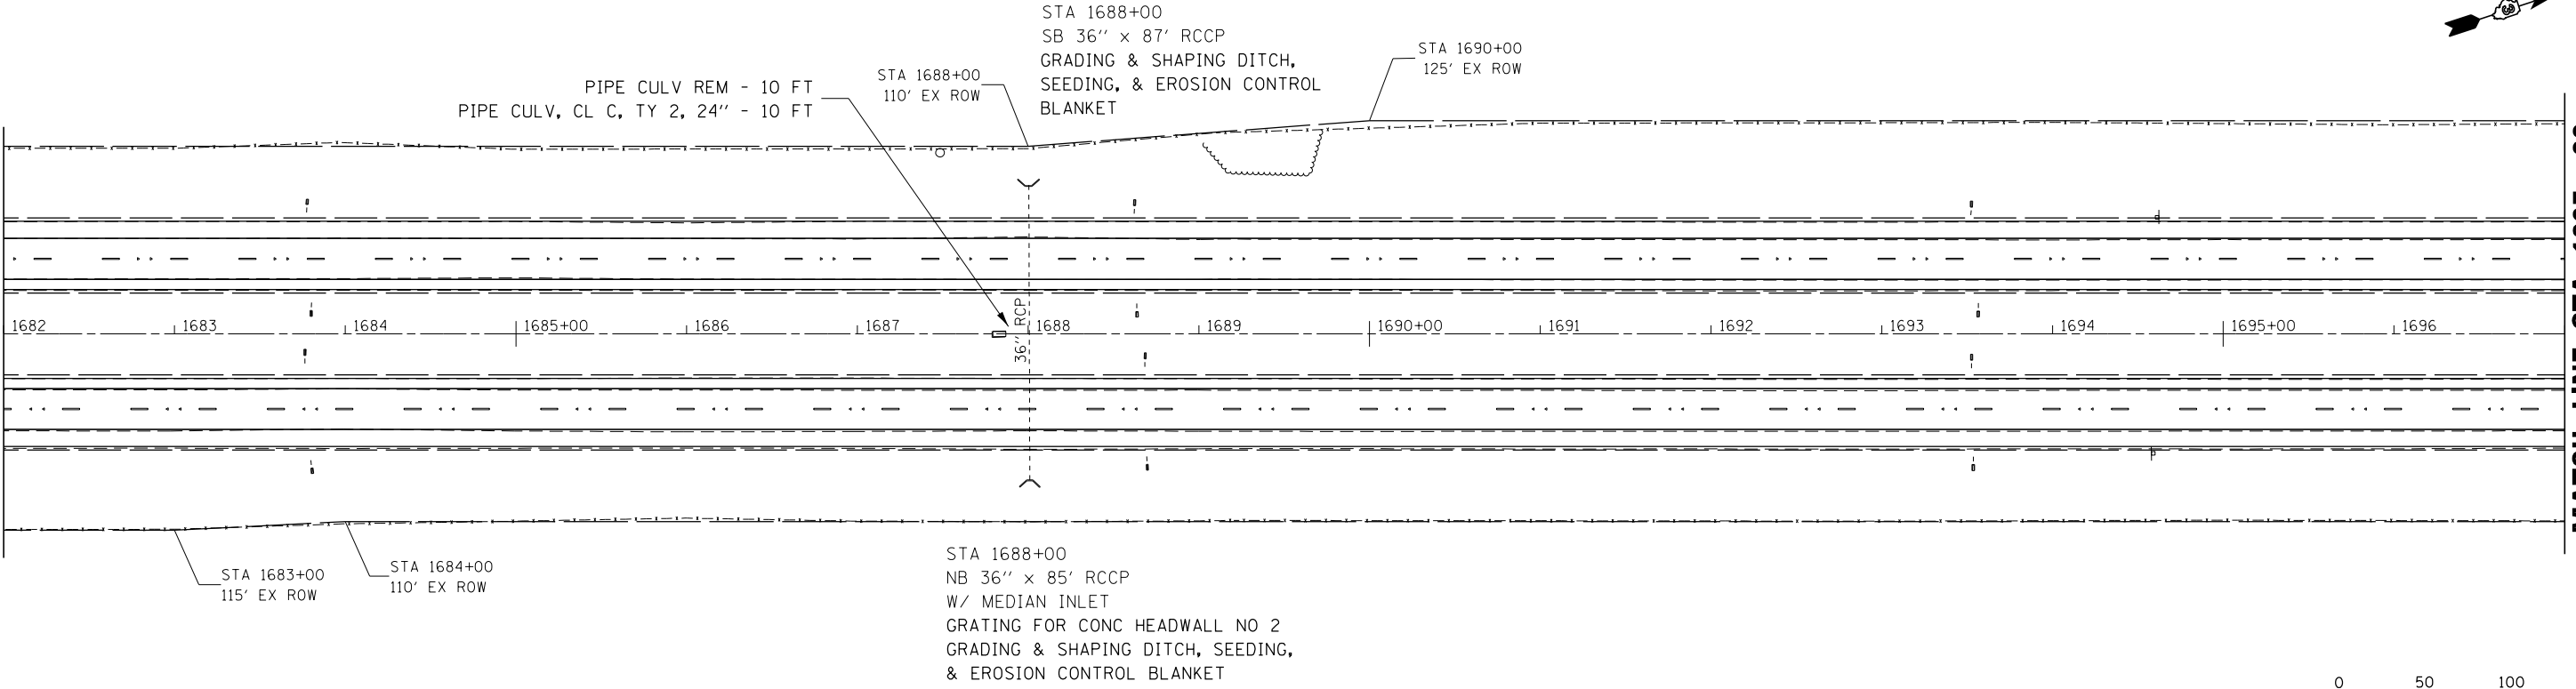 STA 1688+00
SB 36'' x 87' RCCP
GRADING & SHAPING DITCH,
SEEDING, & EROSION CONTROL
BLANKET
STA 1690+00
125' EX ROW
STA 1688+00
110' EX ROW
PIPE CULV REM - 10 FT
PIPE CULV, CL C, TY 2, 24'' - 10 FT
36'' RCP
1682
1683
1684
1685+00
1686
1687
1688
1689
1690+00
1691
1692
1693
1694
1695+00
1696
STA 1683+00
115' EX ROW
STA 1684+00
110' EX ROW
STA 1688+00
NB 36'' x 85' RCCP
W/ MEDIAN INLET
GRATING FOR CONC HEADWALL NO 2
GRADING & SHAPING DITCH, SEEDING,
& EROSION CONTROL BLANKET
0 50 100